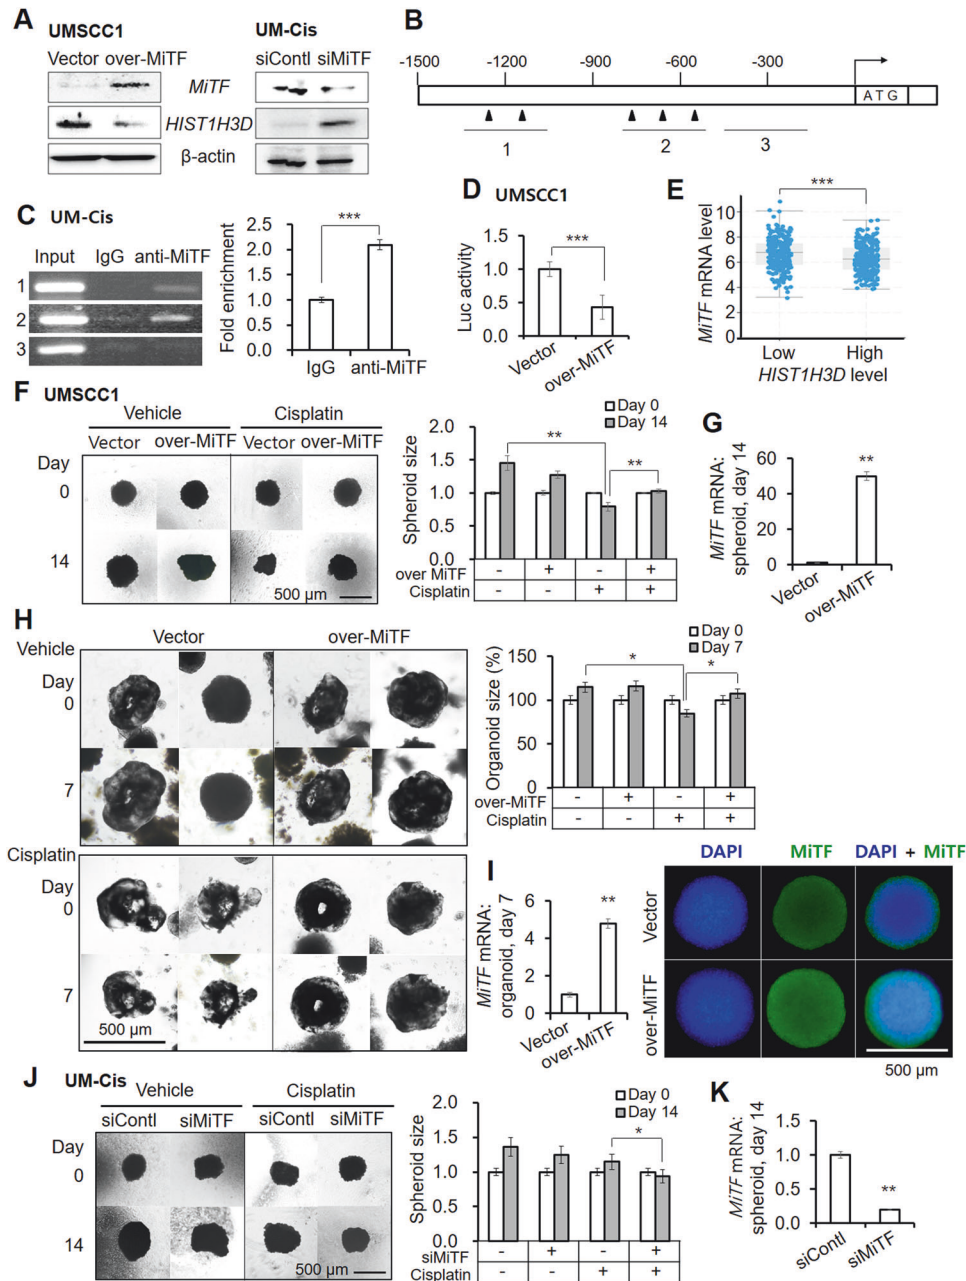 A
UMSCC1
UM-Cis
Vector over-MiTF
siContl siMiTF
MiTF
HIST1H3D
β-actin
B
-1500
-1200
-900
-600
-300
ATG
1
2
3
C UM-Cis
Input IgG anti-MiTF
1
2
3
Fold enrichment
2.5
2.0
1.5
1.0
0.5
0.0
***
IgG anti-MiTF
D UMSCC1
Luc activity
1.5
1.0
0.5
0.0
***
Vector
over-MiTF
E
***
MiTF mRNA level
10
8
6
4
2
0
Low High
HIST1H3D level
F UMSCC1
Vehicle Cisplatin
Vector over-MiTF Vector over-MiTF
Day
0
14
500 µm
Spheroid size
2.0
1.5
1.0
0.5
0.0
Day 0
Day 14
**
**
over MiTF - + - +
Cisplatin - - + +
G
MiTF mRNA:
spheroid, day 14
60
40
20
0
**
Vector
over-MiTF
H
Vector over-MiTF
Vehicle
Day
0
7
Cisplatin
Day
0
7
500 µm
Organoid size (%)
150
100
50
0
Day 0
Day 7
*
*
over-MiTF - + - +
Cisplatin - - + +
I
MiTF mRNA:
organoid, day 7
6
4
2
0
**
Vector
over-MiTF
DAPI MiTF DAPI + MiTF
Vector
over-MiTF
500 µm
J UM-Cis
Vehicle Cisplatin
siContl siMiTF siContl siMiTF
Day
0
14
500 µm
Spheroid size
2.0
1.5
1.0
0.5
0.0
Day 0
Day 14
*
siMiTF - + - +
Cisplatin - - + +
K
MiTF mRNA:
spheroid, day 14
1.5
1.0
0.5
0.0
**
siContl
siMiTF